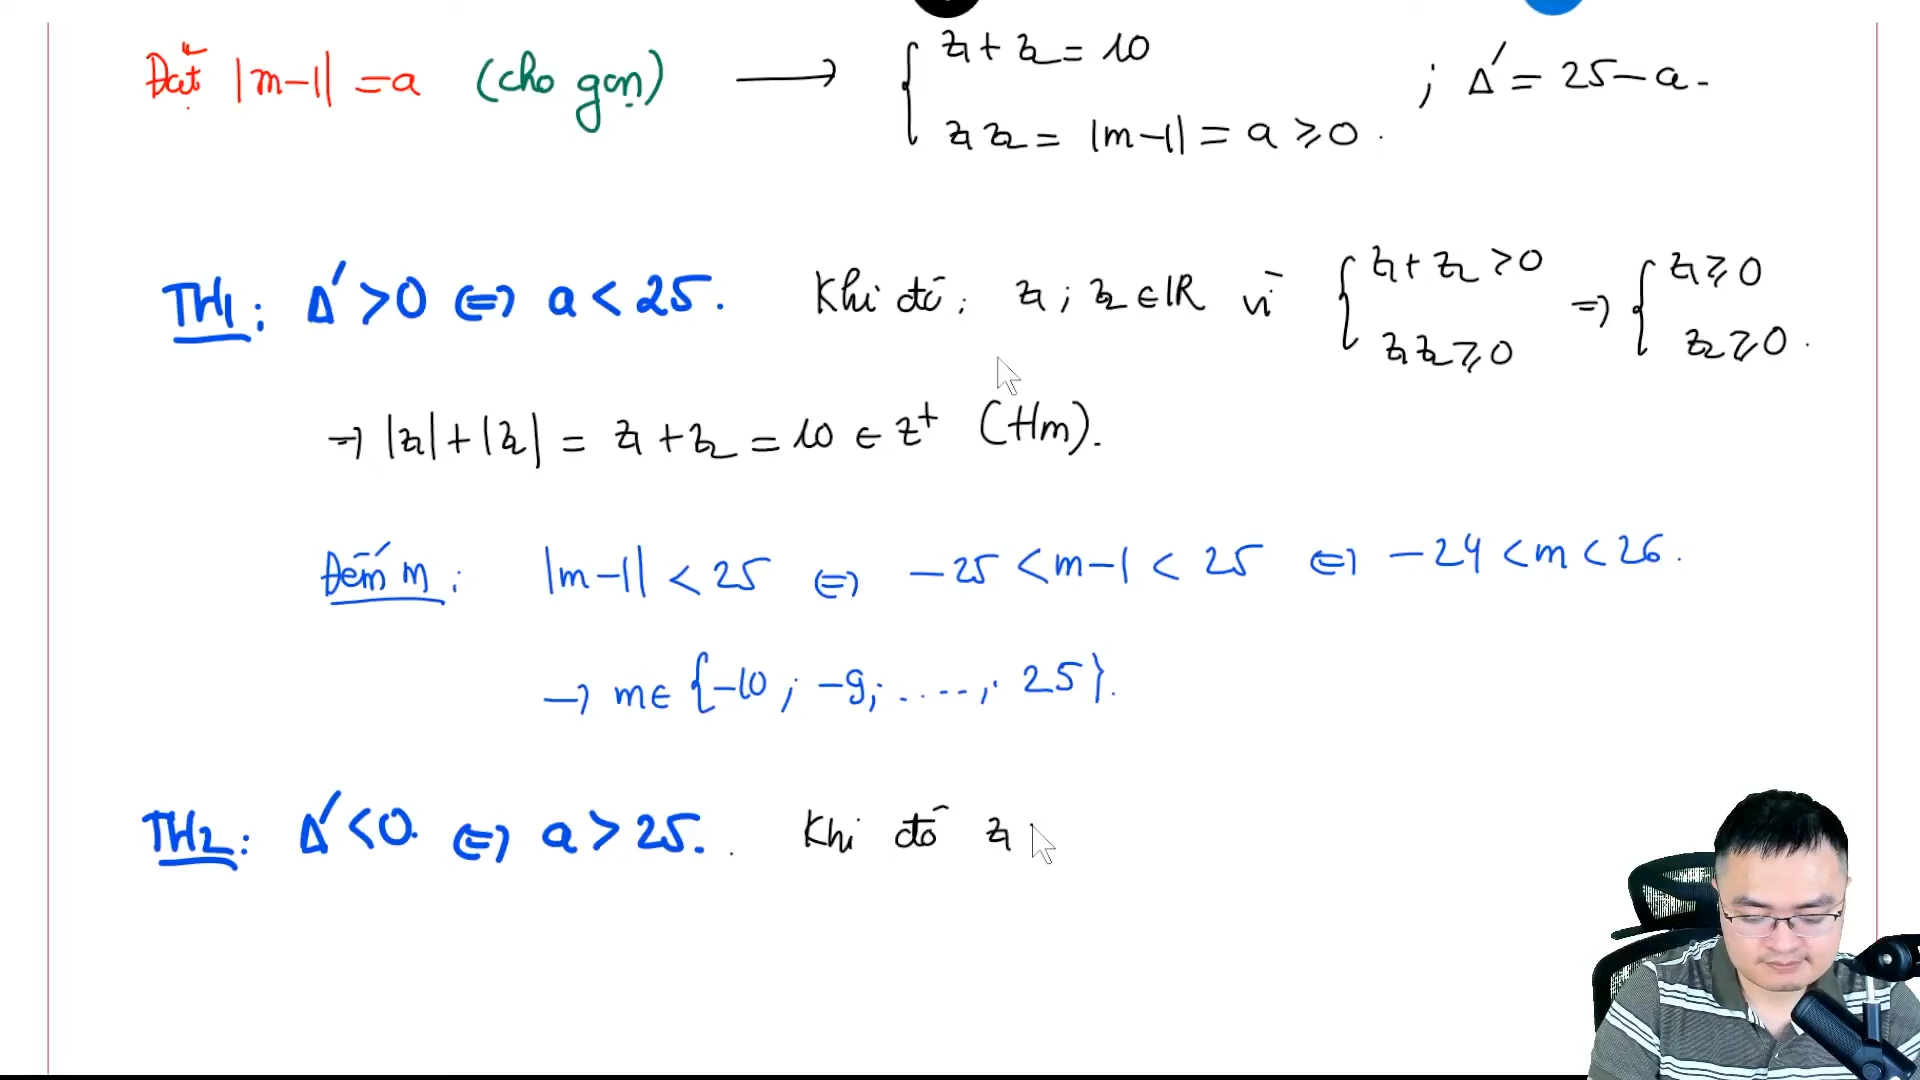 Đặt |m-1| = a (cho gọn) ⟶ { z₁ + z₂ = 10 ; Δ' = 25 - a.
z₁z₂ = |m-1| = a ⩾ 0.
TH1: Δ' > 0 ⇔ a < 25. Khi đó, z₁ ; z₂ ∈ ℝ vì { z₁ + z₂ > 0 ⇒ { z₁ ⩾ 0
z₁z₂ ⩾ 0 z₂ ⩾ 0.
⇒ |z₁| + |z₂| = z₁ + z₂ = 10 ∈ Z⁺ (Tm).
Đếm m: |m-1| < 25 ⇔ -25 < m-1 < 25 ⇔ -24 < m < 26.
→ m ∈ {-10 ; -9; ....; 25}.
TH2: Δ' < 0. ⇔ a > 25. Khi đó z₁